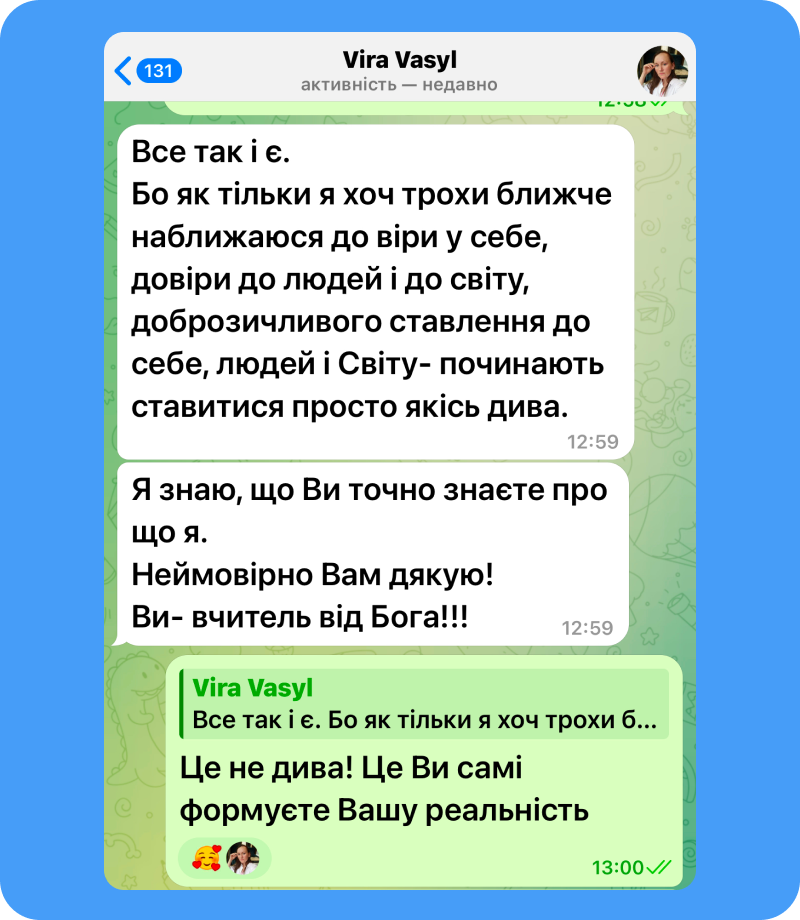 131
Vira Vasyl
активність — недавно
12:58
Все так і є.
Бо як тільки я хоч трохи ближче
наближаюся до віри у себе,
довіри до людей і до світу,
доброзичливого ставлення до
себе, людей і Світу- починають
ставитися просто якісь дива.
12:59
Я знаю, що Ви точно знаєте про
що я.
Неймовірно Вам дякую!
Ви- вчитель від Бога!!!
12:59
Vira Vasyl
Все так і є. Бо як тільки я хоч трохи б...
Це не дива! Це Ви самі
формуєте Вашу реальність
13:00